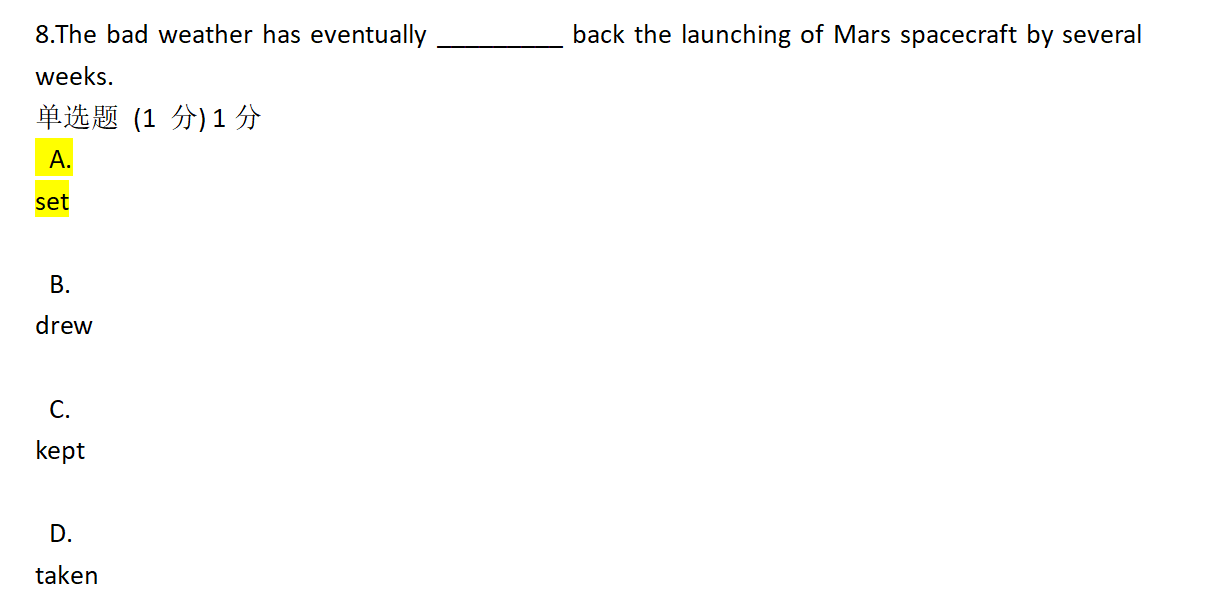 8.The bad weather has eventually _________ back the launching of Mars spacecraft by several
weeks.
单选题 (1 分) 1 分
A.
set
B.
drew
C.
kept
D.
taken